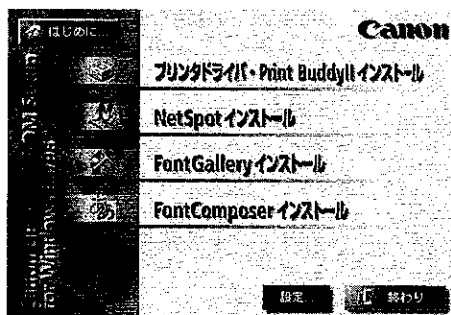 はじめに...
Canon
プリンタドライバ・Print BuddyⅡインストール
NetSpotインストール
FontGalleryインストール
FontComposerインストール
設定...
終わり